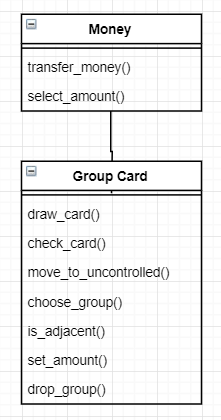 Money
transfer_money()
select_amount()
Group Card
draw_card()
check_card()
move_to_uncontrolled()
choose_group()
is_adjacent()
set_amount()
drop_group()